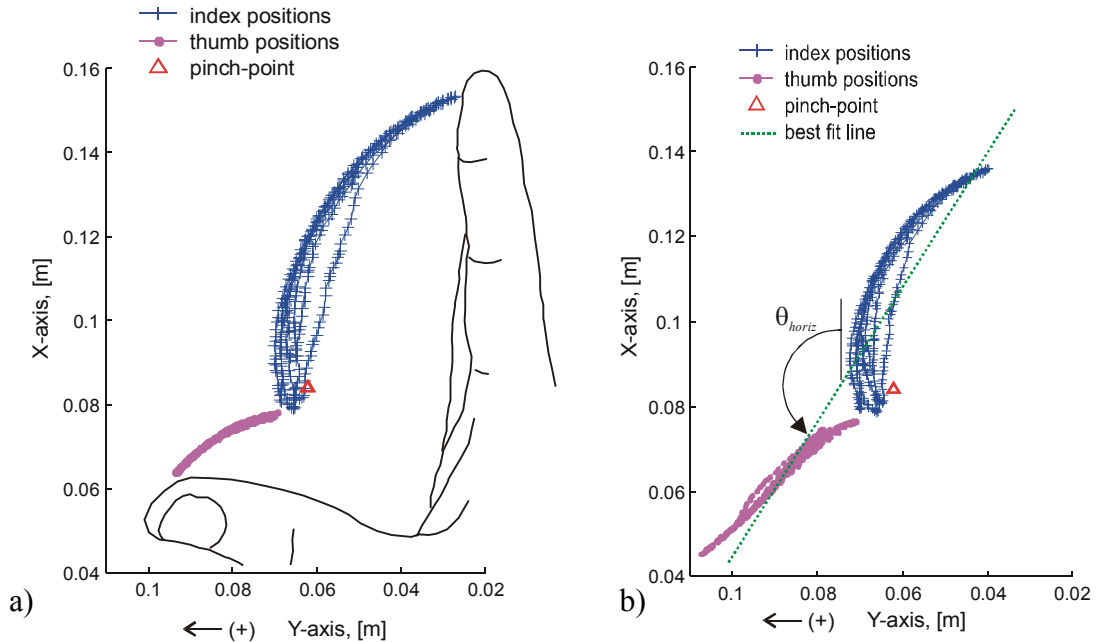 index positions
thumb positions
pinch-point
0.16
0.14
0.12
0.1
0.08
0.06
0.04
X-axis, [m]
0.1
0.08
0.06
0.04
0.02
a)
(+)
Y-axis, [m]
index positions
thumb positions
pinch-point
best fit line
0.16
0.14
0.12
0.1
0.08
0.06
0.04
X-axis, [m]
θhoriz
0.1
0.08
0.06
0.04
0.02
b)
(+)
Y-axis, [m]